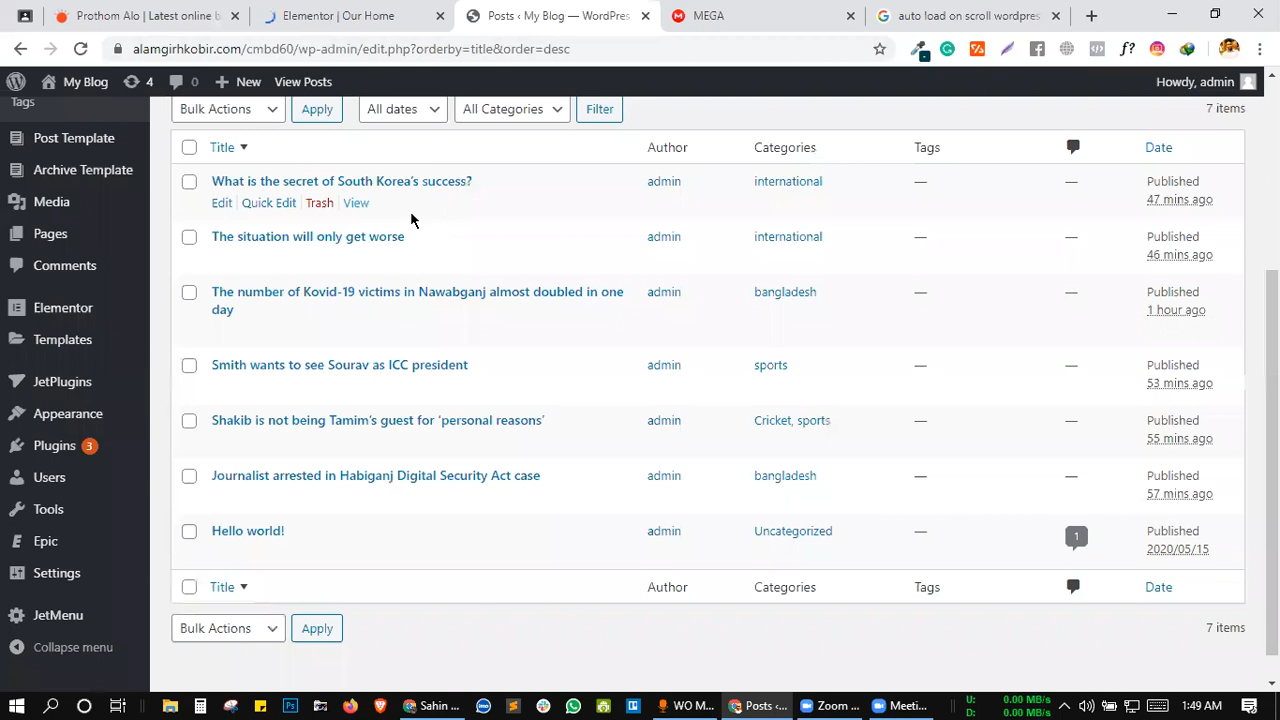 Prothom Alo | Latest online b
Elementor | Our Home
Posts ‹ My Blog — WordPres
MEGA
auto load on scroll wordpres
alamgirhkobir.com/cmbd60/wp-admin/edit.php?orderby=title&order=desc
f?
My Blog
4
0
New
View Posts
Howdy, admin
Tags
Post Template
Archive Template
Media
Pages
Comments
Elementor
Templates
JetPlugins
Appearance
Plugins 3
Users
Tools
Epic
Settings
JetMenu
Collapse menu
Bulk Actions
Apply
All dates
All Categories
Filter
7 items
Title
Author
Categories
Tags
Date
What is the secret of South Korea’s success?
admin
international
—
—
Published
Edit | Quick Edit | Trash | View
47 mins ago
The situation will only get worse
admin
international
—
—
Published
46 mins ago
The number of Kovid-19 victims in Nawabganj almost doubled in one
day
admin
bangladesh
—
—
Published
1 hour ago
Smith wants to see Sourav as ICC president
admin
sports
—
—
Published
53 mins ago
Shakib is not being Tamim’s guest for ‘personal reasons’
admin
Cricket, sports
—
—
Published
55 mins ago
Journalist arrested in Habiganj Digital Security Act case
admin
bangladesh
—
—
Published
57 mins ago
Hello world!
admin
Uncategorized
—
1
Published
2020/05/15
Title
Author
Categories
Tags
Date
Bulk Actions
Apply
7 items
Sahin ...
WO M...
Posts ‹...
Zoom ...
Meeti...
U: 0.00 MB/s
D: 0.00 MB/s
1:49 AM